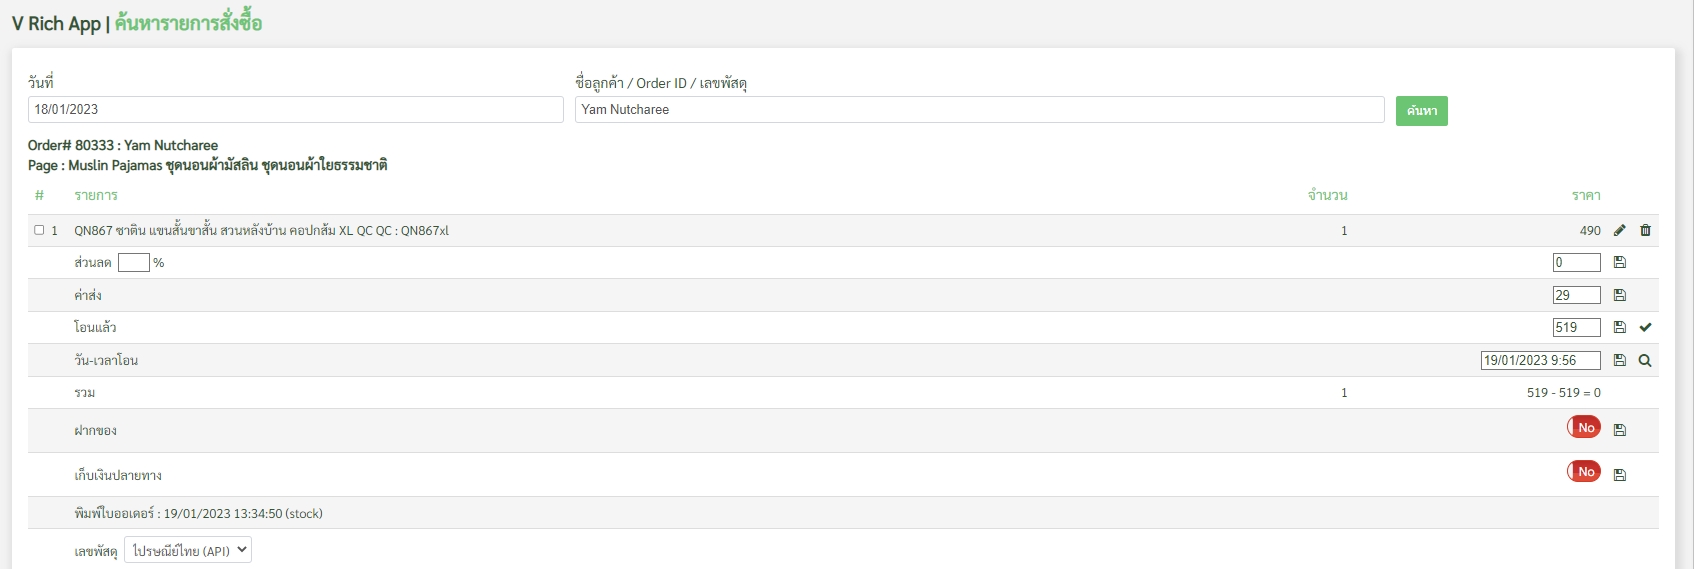 V Rich App | ค้นหารายการสั่งซื้อ
วันที่ ชื่อลูกค้า / Order ID / เลขพัสดุ
18/01/2023 Yam Nutcharee ค้นหา
Order# 80333 : Yam Nutcharee
Page : Muslin Pajamas ชุดนอนผ้ามัสลิน ชุดนอนผ้าใยธรรมชาติ
# รายการ จำนวน ราคา
1 QN867 ซาติน แขนสั้นขาสั้น สวนหลังบ้าน คอปกส้ม XL QC QC : QN867xl 1 490
ส่วนลด % 0
ค่าส่ง 29
โอนแล้ว 519
วัน-เวลาโอน 19/01/2023 9:56
รวม 1 519 - 519 = 0
ฝากของ No
เก็บเงินปลายทาง No
พิมพ์ใบออเดอร์ : 19/01/2023 13:34:50 (stock)
เลขพัสดุ ไปรษณีย์ไทย (API)